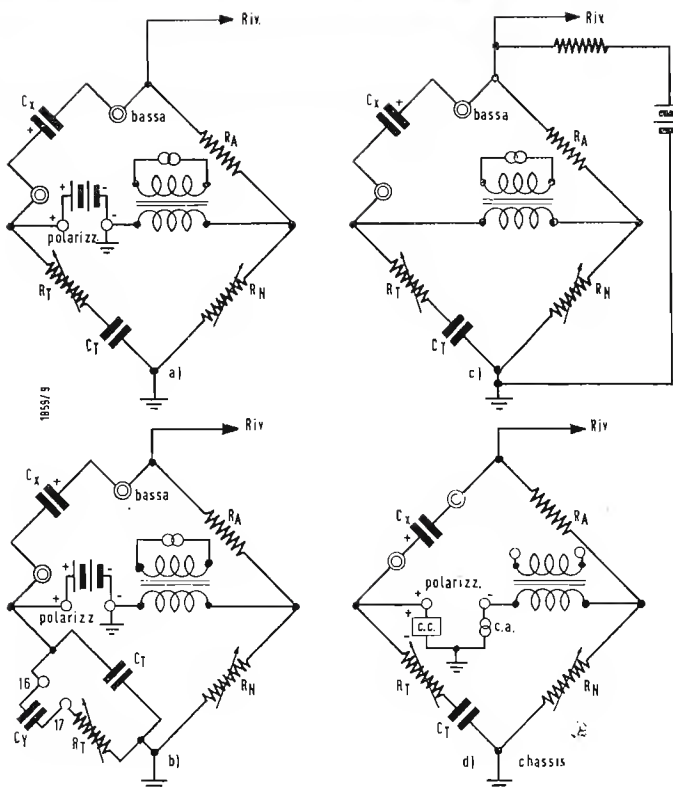 Riv.
Cx
+
+
bassa
RA
+
-
+
-
polarizz.
RT
RN
CT
a)
Riv.
Cx
+
bassa
RA
RT
RN
CT
c)
1859/9
Riv
Cx
+
bassa
RA
+
-
+
-
polarizz
CT
16
CY
17
RT
RN
b)
Riv
Cx
+
RA
polarizz.
+
-
+
c.c.
c.a.
-
RT
RN
CT
d)
chassis